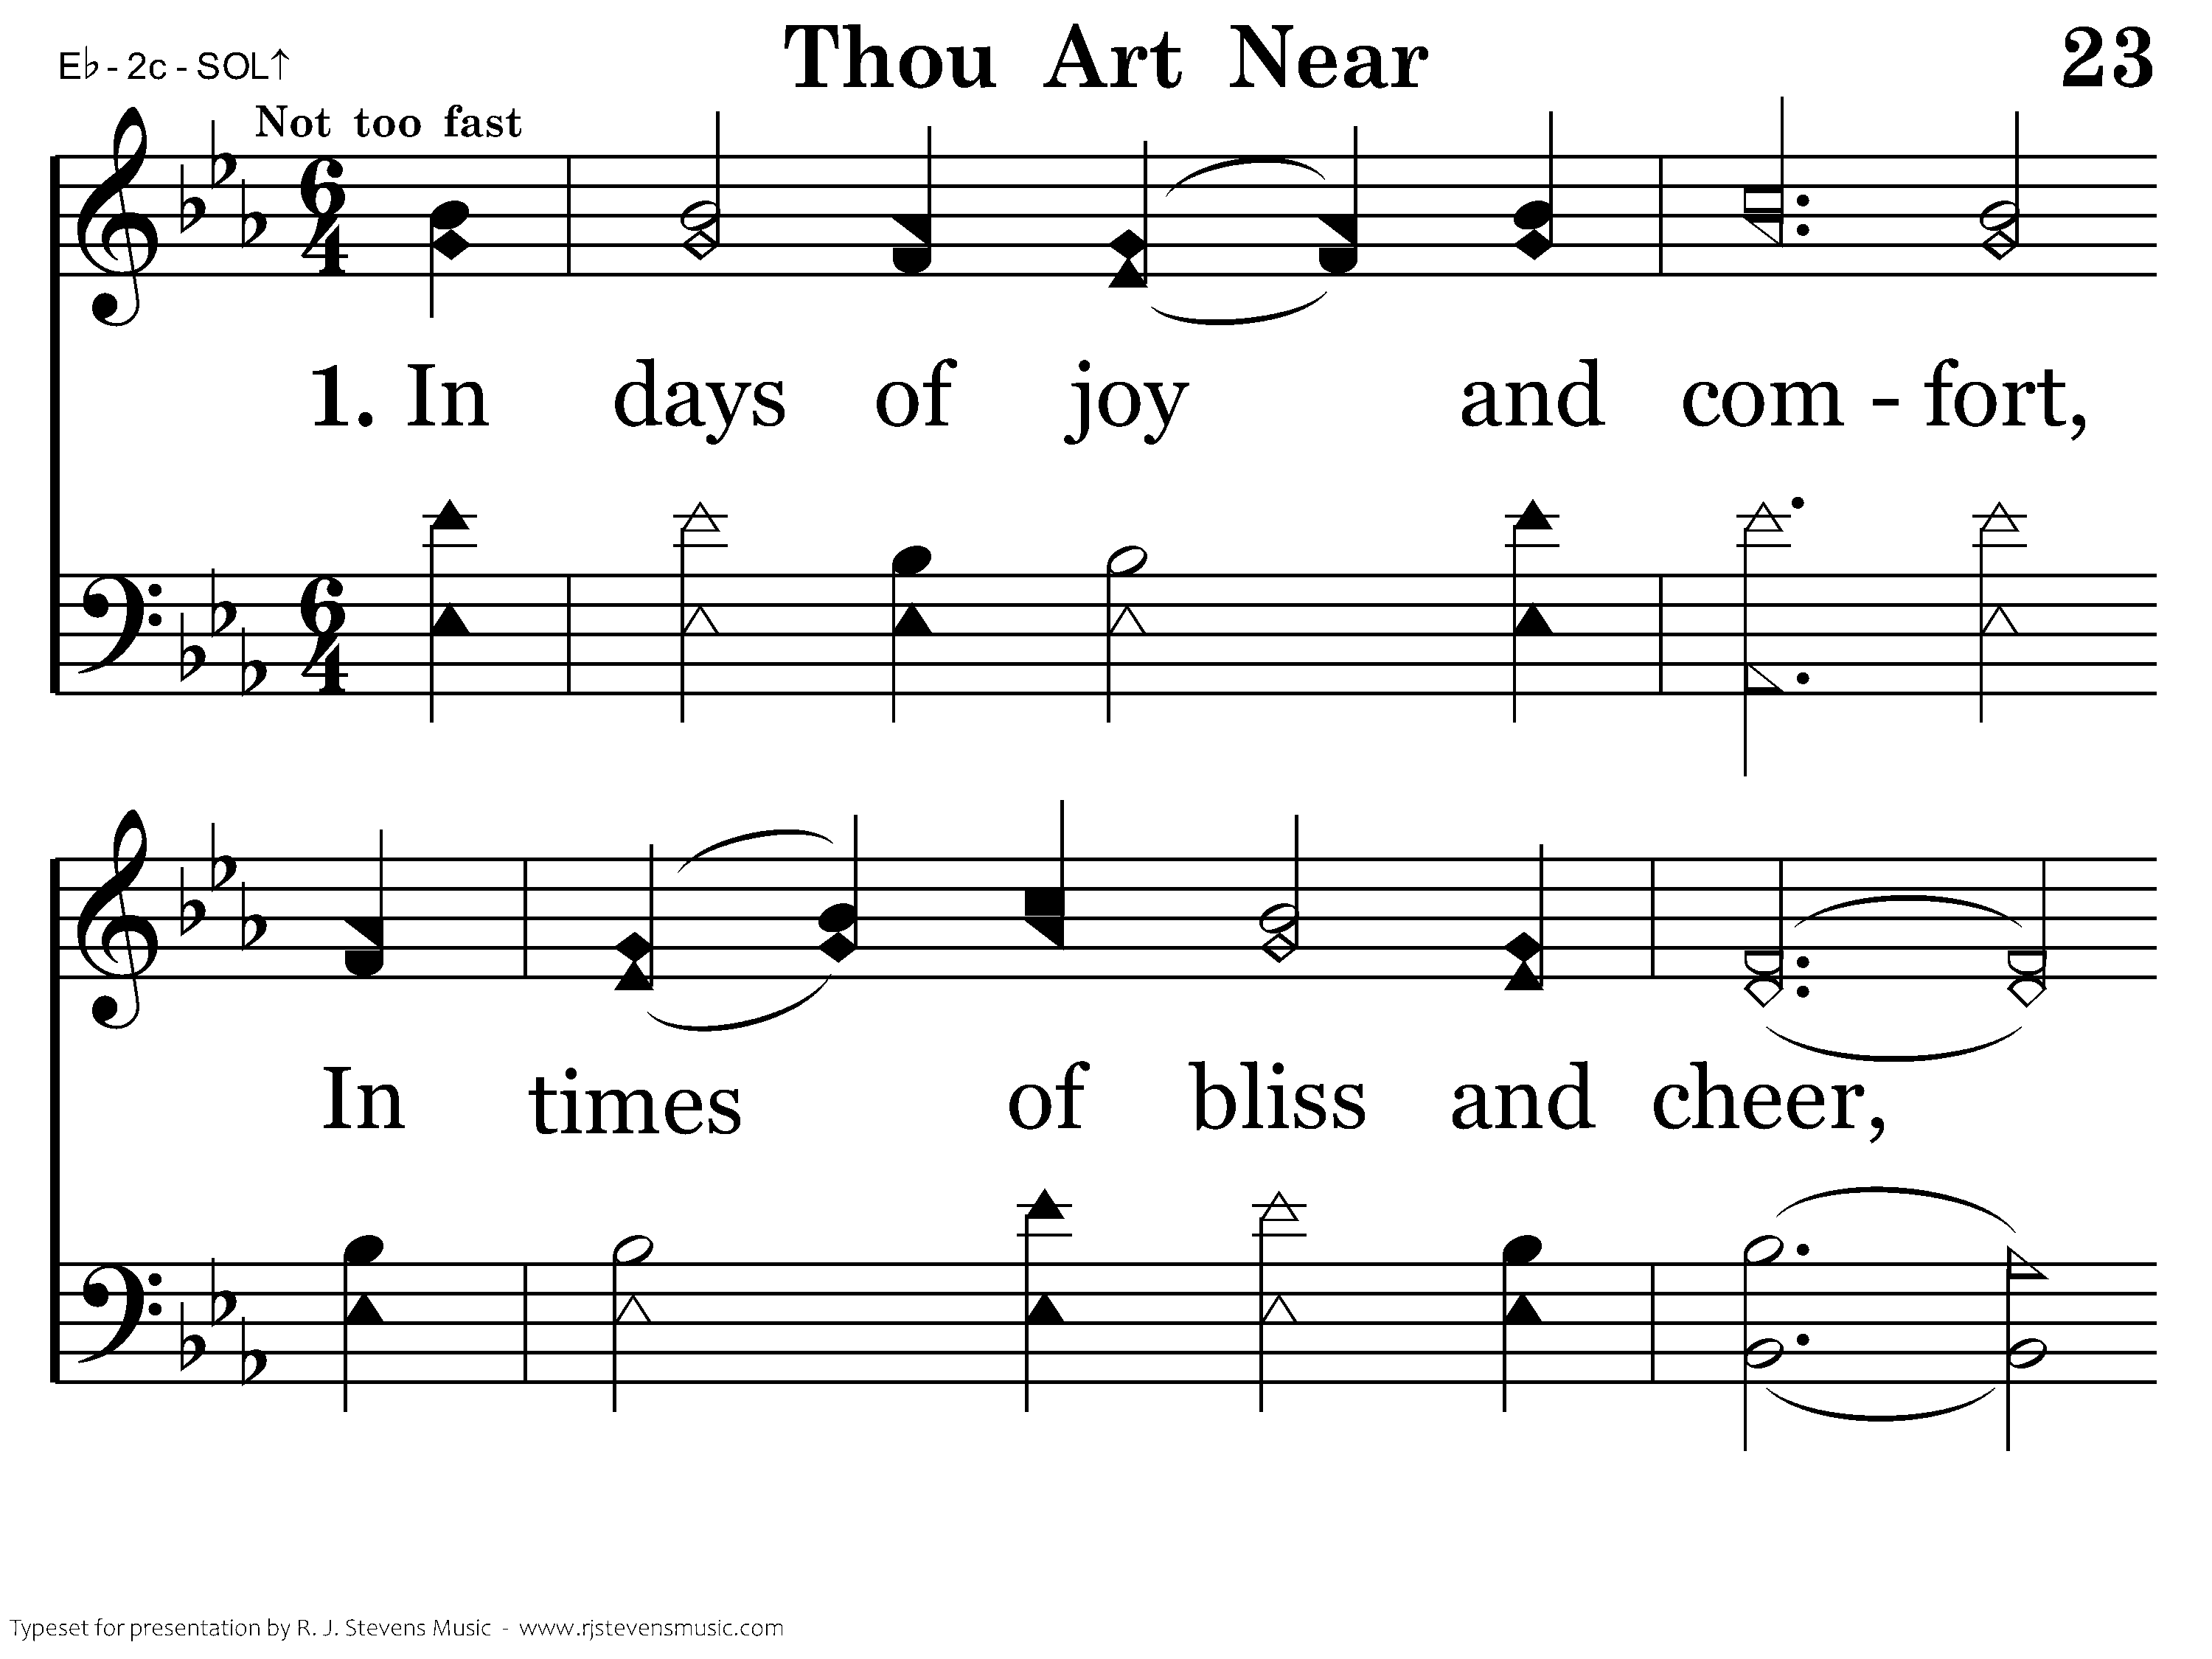 Thou Art Near 23
E♭ - 2c - SOL↑
Not too fast
6
4
1. In days of joy and com - fort,
6
4
In times of bliss and cheer,
Typeset for presentation by R. J. Stevens Music - www.rjstevensmusic.com